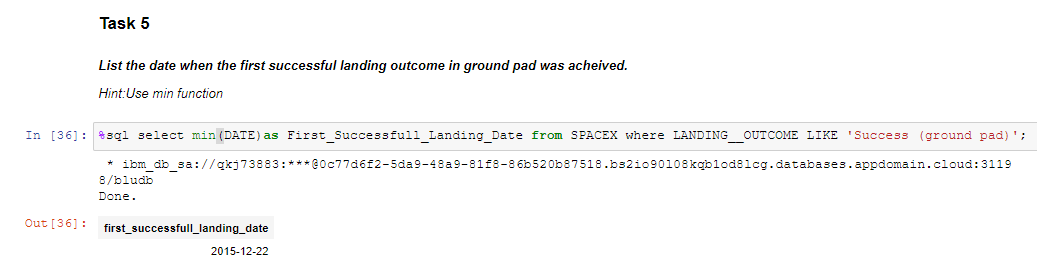 Task 5
List the date when the first successful landing outcome in ground pad was acheived.
Hint:Use min function
In [36]: %sql select min(DATE)as First_Successfull_Landing_Date from SPACEX where LANDING__OUTCOME LIKE 'Success (ground pad)';
* ibm_db_sa://qkj73883:***@0c77d6f2-5da9-48a9-81f8-86b520b87518.bs2io90l08kqb1od8lcg.databases.appdomain.cloud:3119
8/bludb
Done.
Out[36]: first_successfull_landing_date
2015-12-22